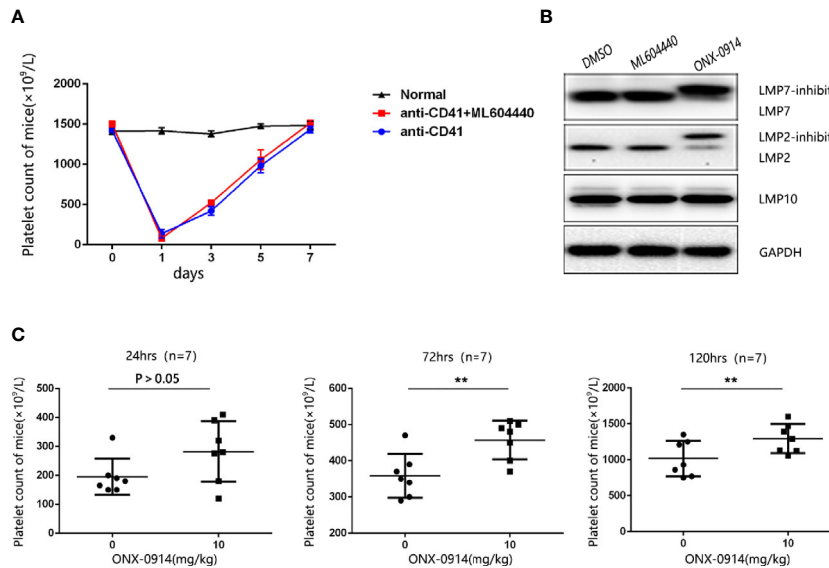 A
Platelet count of mice(×10⁹/L)
2000
1500
1000
500
0
0 1 3 5 7
days
Normal
anti-CD41+ML604440
anti-CD41
B
DMSO ML604440 ONX-0914
LMP7-inhibit
LMP7
LMP2-inhibit
LMP2
LMP10
GAPDH
C
24hrs (n=7)
P > 0.05
Platelet count of mice(×10⁹/L)
500
400
300
200
100
0
0 10
ONX-0914(mg/kg)
72hrs (n=7)
**
Platelet count of mice(×10⁹/L)
600
500
400
300
200
0 10
ONX-0914(mg/kg)
120hrs (n=7)
**
Platelet count of mice(×10⁹/L)
2000
1500
1000
500
0
0 10
ONX-0914(mg/kg)